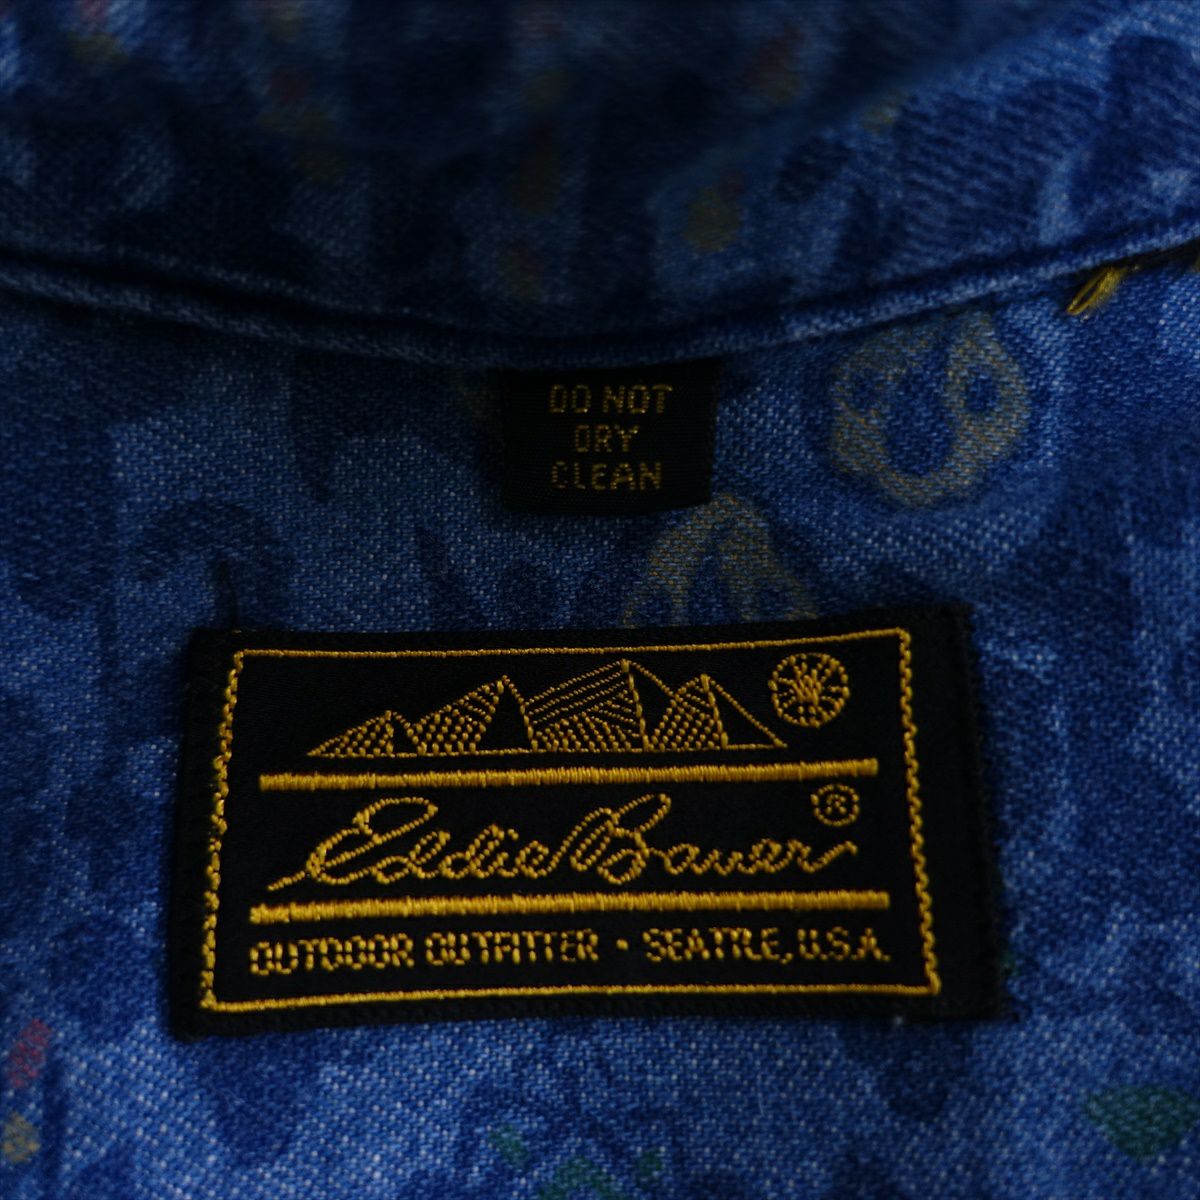 DO NOT
DRY
CLEAN
Eddie Bauer ®
OUTDOOR OUTFITTER · SEATTLE, U.S.A.